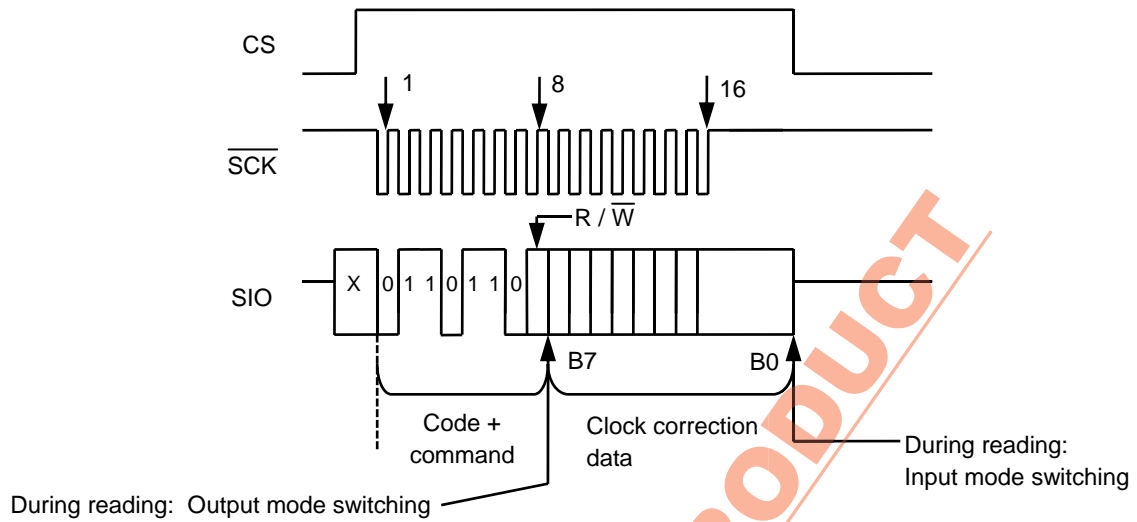 CS
1 8 16
S̅C̅K̅
R / W̅
SIO X 0 1 1 0 1 1 0
B7 B0
Code +
command
Clock correction
data
During reading:
Input mode switching
During reading: Output mode switching
PRODUCT